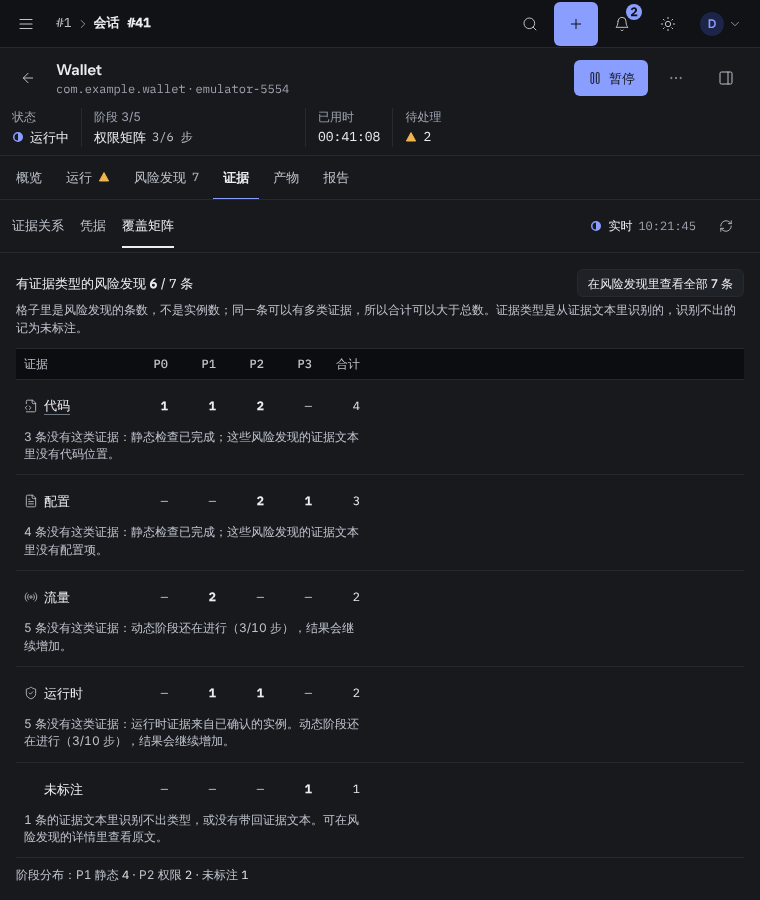 #1 会话 #41 2 D
Wallet
com.example.wallet · emulator-5554
暂停
状态 阶段 3/5 已用时 待处理
运行中 权限矩阵 3/6 步 00:41:08 2
概览 运行 风险发现 7 证据 产物 报告
证据关系 凭据 覆盖矩阵 实时 10:21:45
有证据类型的风险发现 6 / 7 条 在风险发现里查看全部 7 条
格子里是风险发现的条数，不是实例数；同一条可以有多类证据，所以合计可以大于总数。证据类型是从证据文本里识别的，识别不出的
记为未标注。
证据 P0 P1 P2 P3 合计
代码 1 1 2 – 4
3 条没有这类证据：静态检查已完成；这些风险发现的证据文本
里没有代码位置。
配置 – – 2 1 3
4 条没有这类证据：静态检查已完成；这些风险发现的证据文本
里没有配置项。
流量 – 2 – – 2
5 条没有这类证据：动态阶段还在进行（3/10 步），结果会继
续增加。
运行时 – 1 1 – 2
5 条没有这类证据：运行时证据来自已确认的实例。动态阶段还
在进行（3/10 步），结果会继续增加。
未标注 – – – 1 1
1 条的证据文本里识别不出类型，或没有带回证据文本。可在风
险发现的详情里查看原文。
阶段分布：P1 静态 4 · P2 权限 2 · 未标注 1